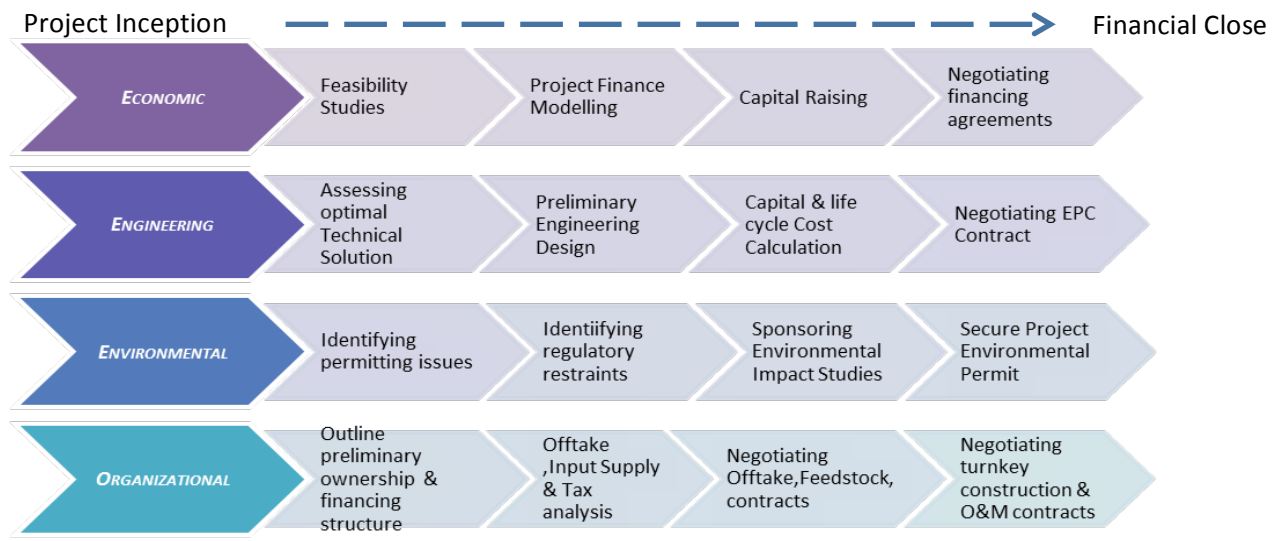 Project Inception
Financial Close
ECONOMIC
Feasibility
Studies
Project Finance
Modelling
Capital Raising
Negotiating
financing
agreements
ENGINEERING
Assessing
optimal
Technical
Solution
Preliminary
Engineering
Design
Capital & life
cycle Cost
Calculation
Negotiating EPC
Contract
ENVIRONMENTAL
Identifying
permitting issues
Identiifying
regulatory
restraints
Sponsoring
Environmental
Impact Studies
Secure Project
Environmental
Permit
ORGANIZATIONAL
Outline
preliminary
ownership &
financing
structure
Offtake
,Input Supply
& Tax
analysis
Negotiating
Offtake,Feedstock,
contracts
Negotiating
turnkey
construction &
O&M contracts